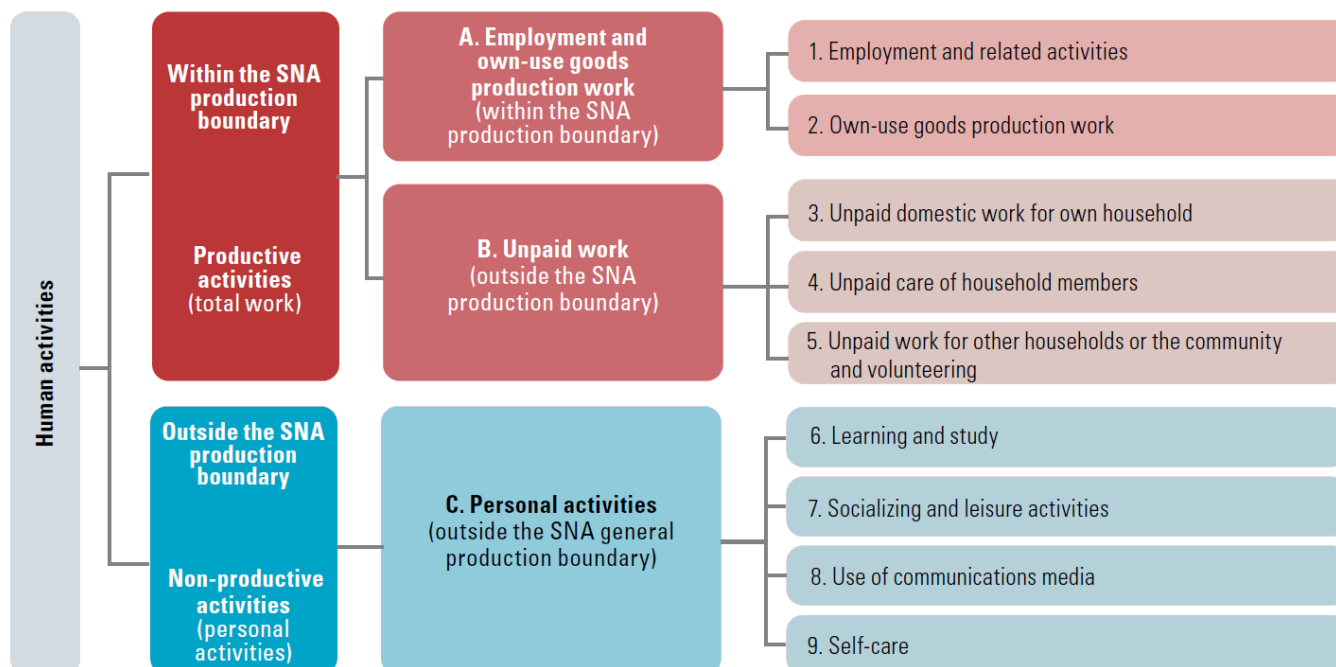 Human activities
Within the SNA
production
boundary
Productive
activities
(total work)
A. Employment and
own-use goods
production work
(within the SNA
production boundary)
1. Employment and related activities
2. Own-use goods production work
B. Unpaid work
(outside the SNA
production boundary)
3. Unpaid domestic work for own household
4. Unpaid care of household members
5. Unpaid work for other households or the community
and volunteering
Outside the SNA
production
boundary
Non-productive
activities
(personal
activities)
C. Personal activities
(outside the SNA general
production boundary)
6. Learning and study
7. Socializing and leisure activities
8. Use of communications media
9. Self-care